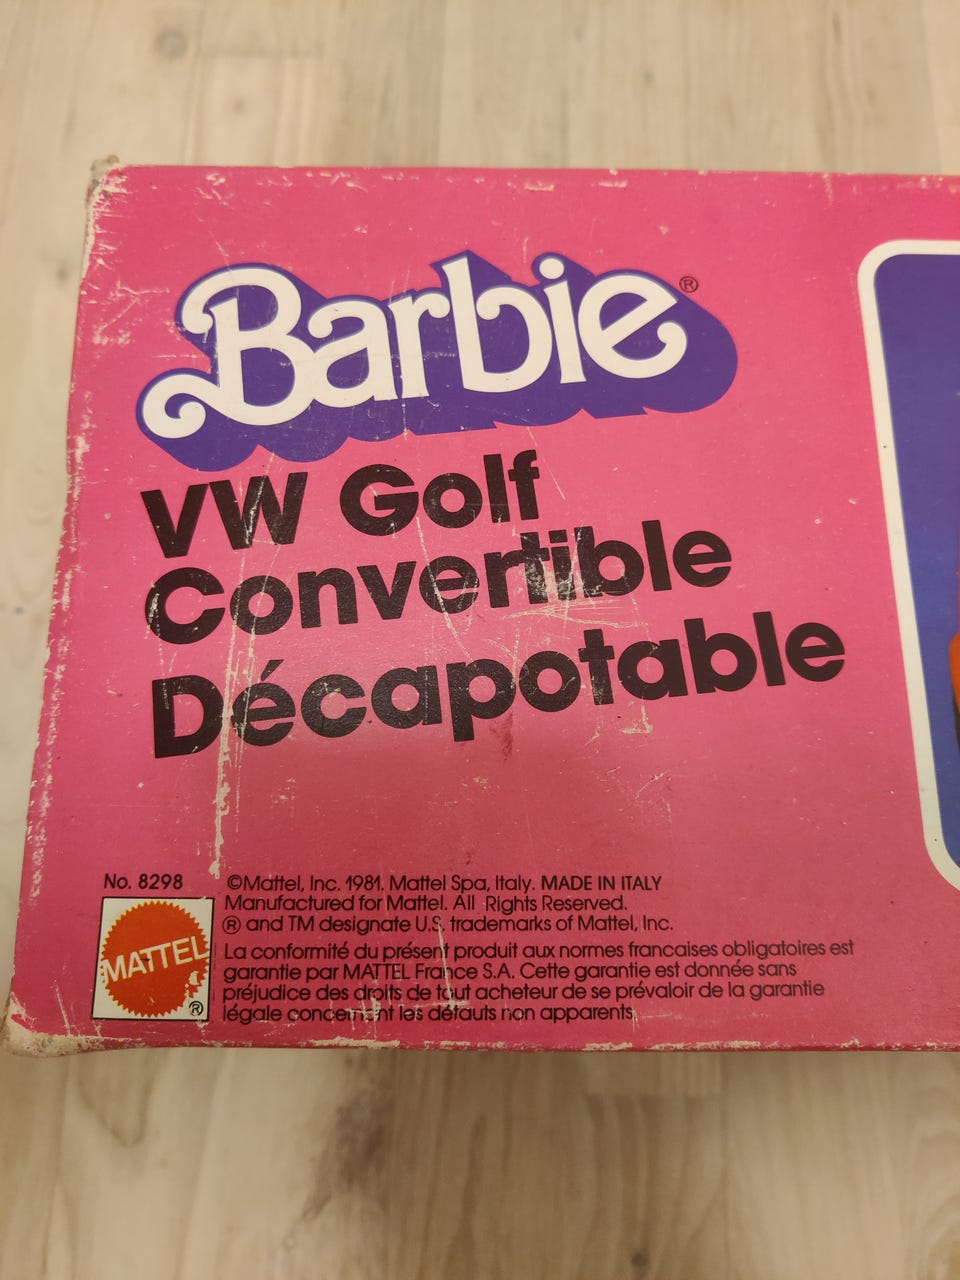 Barbie®
VW Golf
Convertible
Décapotable
No. 8298
©Mattel, Inc. 1981. Mattel Spa, Italy. MADE IN ITALY
Manufactured for Mattel. All Rights Reserved.
® and TM designate U.S. trademarks of Mattel, Inc.
MATTEL
®
La conformité du présent produit aux normes francaises obligatoires est
garantie par MATTEL France S.A. Cette garantie est donnée sans
préjudice des droits de tout acheteur de se prévaloir de la garantie
légale concernant les défauts non apparents.